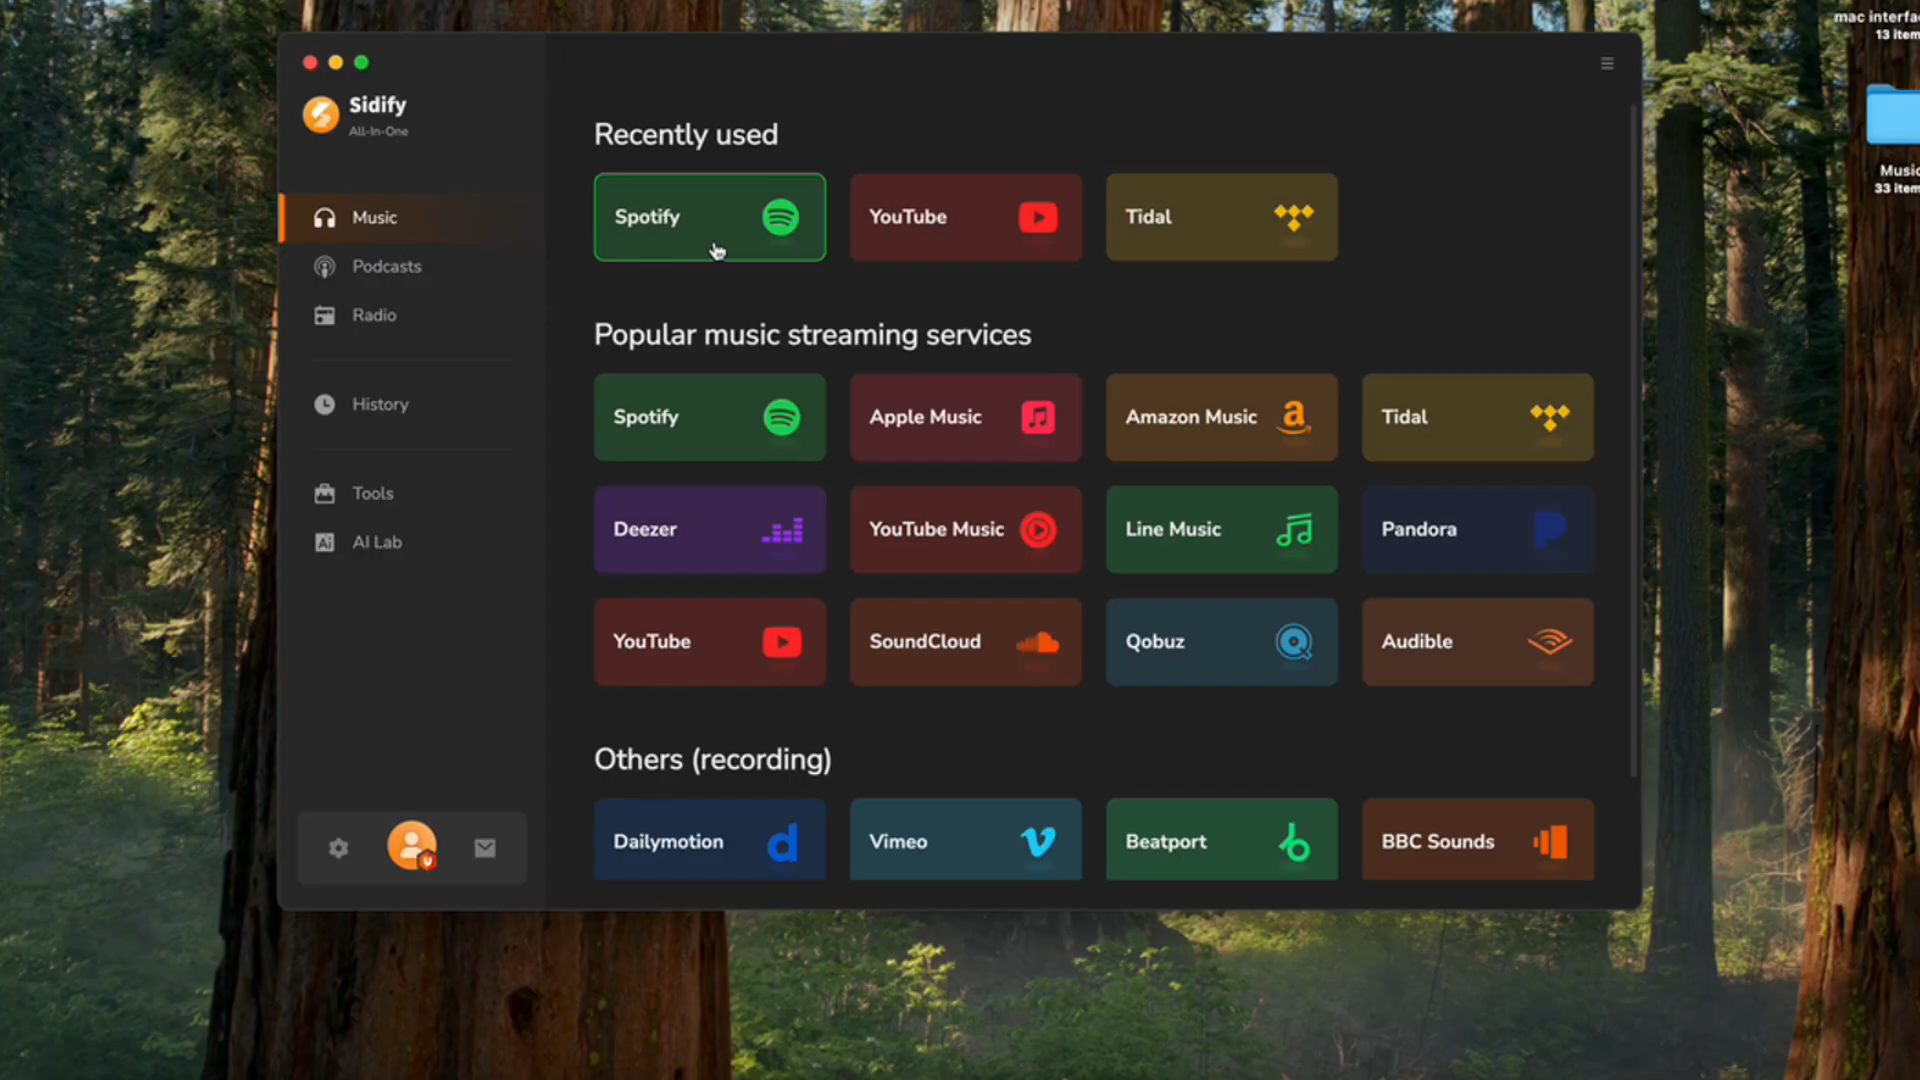 mac interfa
13 item
Music
33 item
Sidify
All-In-One
Music
Podcasts
Radio
History
Tools
AI Lab
Recently used
Spotify
YouTube
Tidal
Popular music streaming services
Spotify
Apple Music
Amazon Music
Tidal
Deezer
YouTube Music
Line Music
Pandora
YouTube
SoundCloud
Qobuz
Audible
Others (recording)
Dailymotion
Vimeo
Beatport
BBC Sounds